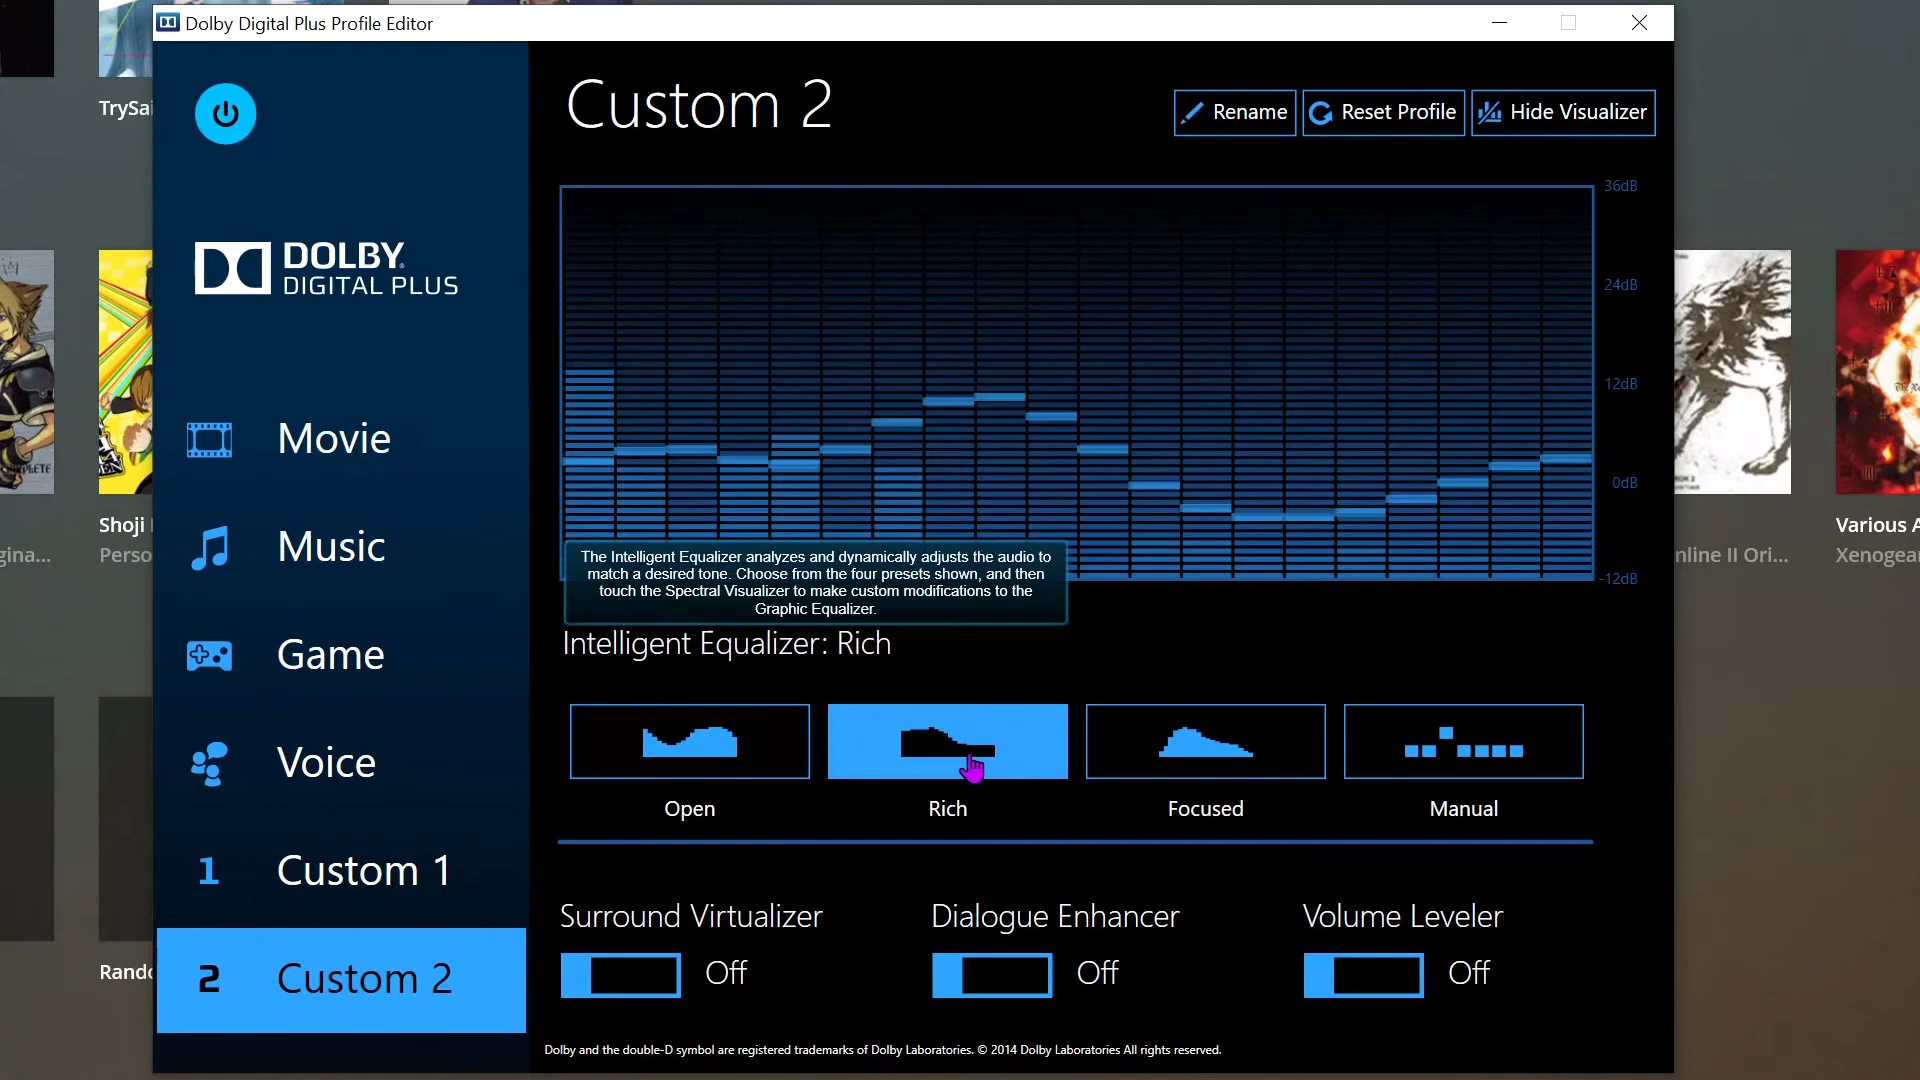 Dolby Digital Plus Profile Editor
Custom 2
Rename
Reset Profile
Hide Visualizer
TrySai
DOLBY
DIGITAL PLUS
36dB
24dB
12dB
0dB
-12dB
Movie
Music
Game
Voice
1 Custom 1
2 Custom 2
The Intelligent Equalizer analyzes and dynamically adjusts the audio to
match a desired tone. Choose from the four presets shown, and then
touch the Spectral Visualizer to make custom modifications to the
Graphic Equalizer.
Intelligent Equalizer: Rich
Open
Rich
Focused
Manual
Surround Virtualizer
Dialogue Enhancer
Volume Leveler
Off
Off
Off
Dolby and the double-D symbol are registered trademarks of Dolby Laboratories. © 2014 Dolby Laboratories All rights reserved.
gina...
Shoji
Perso
nline II Ori...
Various A
Xenogear
Rando